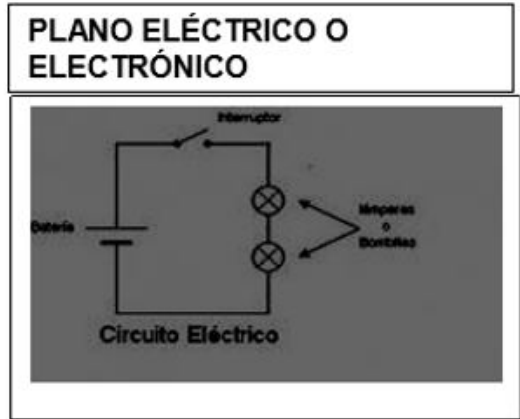 PLANO ELÉCTRICO O
ELECTRÓNICO
Interruptor
Batería
lámparas
o
Bombillas
Circuito Eléctrico